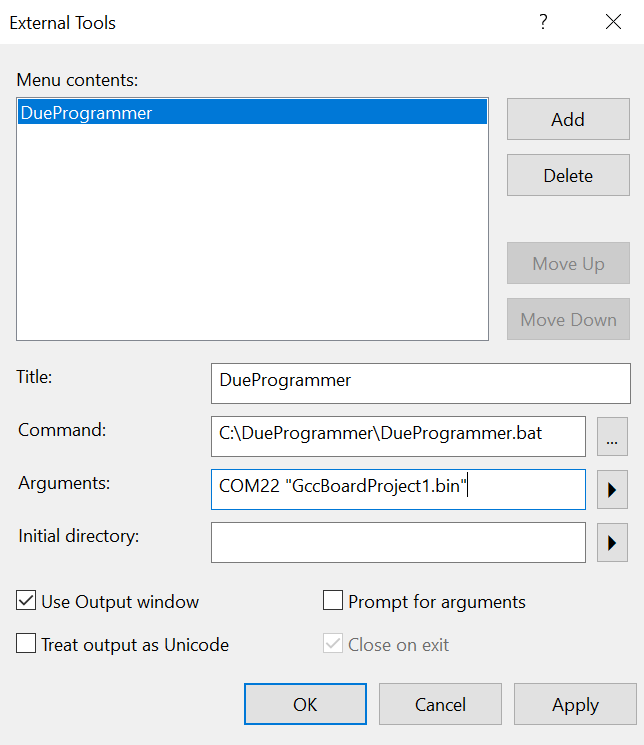 External Tools
?
Menu contents:
DueProgrammer
Add
Delete
Move Up
Move Down
Title:
DueProgrammer
Command:
C:\DueProgrammer\DueProgrammer.bat
...
Arguments:
COM22 "GccBoardProject1.bin"
Initial directory:
Use Output window
Prompt for arguments
Treat output as Unicode
Close on exit
OK
Cancel
Apply